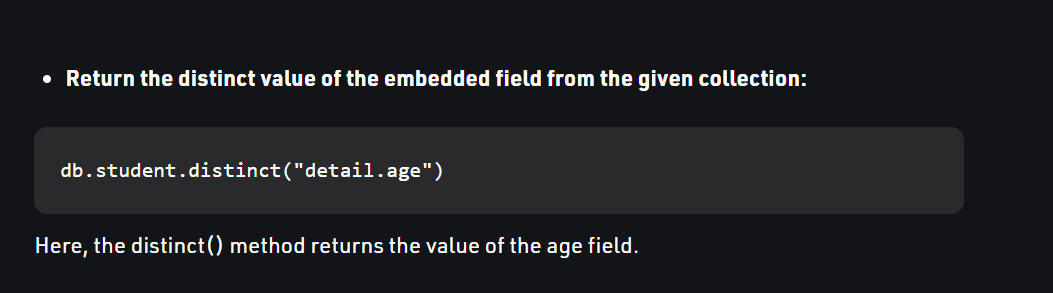 • Return the distinct value of the embedded field from the given collection:
db.student.distinct("detail.age")
Here, the distinct() method returns the value of the age field.